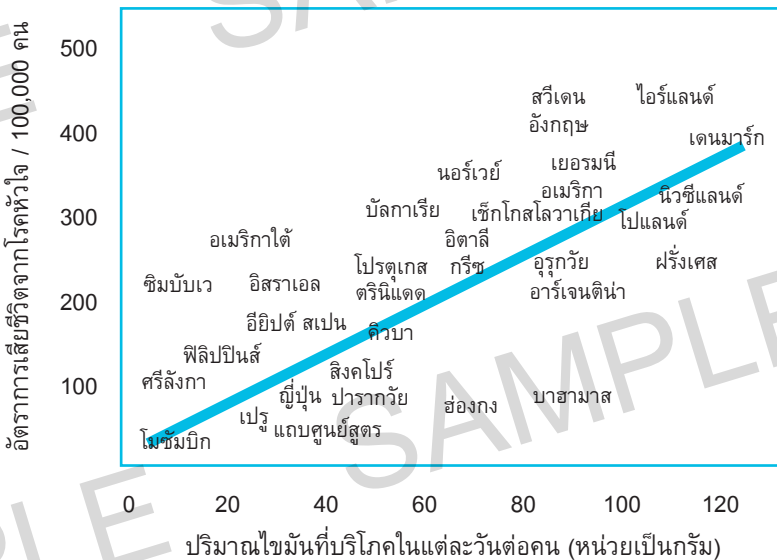 อัตราการเสียชีวิตจากโรคหัวใจ / 100,000 คน
500
400
300
200
100
สวีเดน
ไอร์แลนด์
อังกฤษ
เดนมาร์ก
นอร์เวย์
เยอรมนี
อเมริกา
นิวซีแลนด์
บัลกาเรีย
เช็กโกสโลวาเกีย
โปแลนด์
อเมริกาใต้
อิตาลี
โปรตุเกส
กรีซ
อุรุกวัย
ฝรั่งเศส
ซิมบับเว
อิสราเอล
ตรินิแดด
อาร์เจนติน่า
อียิปต์
สเปน
คิวบา
ฟิลิปปินส์
สิงคโปร์
ศรีลังกา
ญี่ปุ่น
ปารากวัย
ฮ่องกง
บาฮามาส
เปรู
แถบศูนย์สูตร
โมซัมบิก
0 20 40 60 80 100 120
ปริมาณไขมันที่บริโภคในแต่ละวันต่อคน (หน่วยเป็นกรัม)
SAMPLE